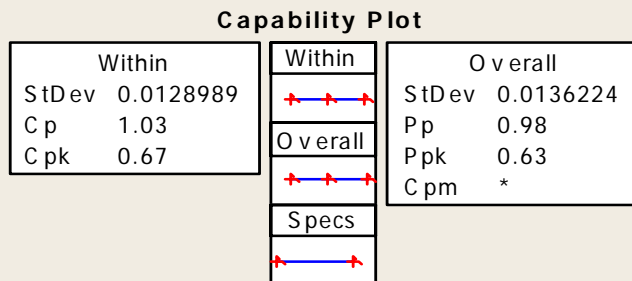 Capability Plot
Within
StDev 0.0128989
Cp 1.03
Cpk 0.67
Within
Overall
Specs
Overall
StDev 0.0136224
Pp 0.98
Ppk 0.63
Cpm *